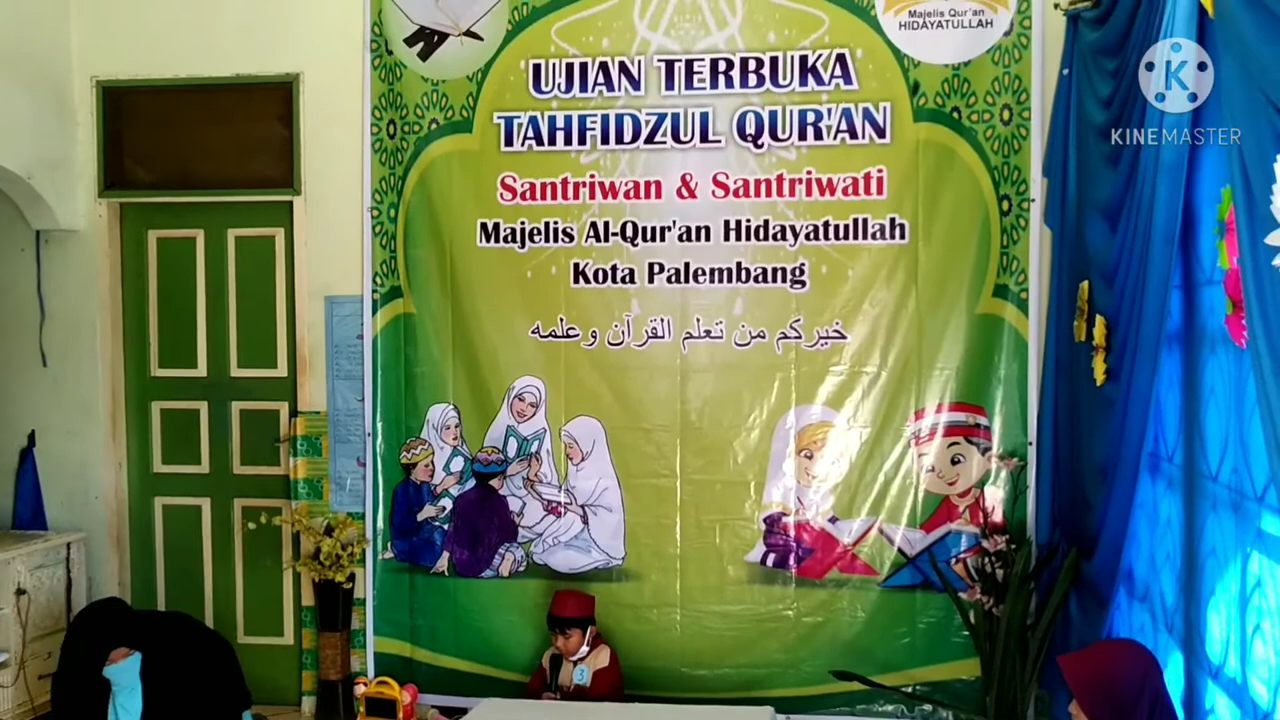 Majelis Qur'an
HIDAYATULLAH
UJIAN TERBUKA
TAHFIDZUL QUR'AN
Santriwan & Santriwati
Majelis Al-Qur'an Hidayatullah
Kota Palembang
خيركم من تعلم القرآن وعلمه
K
KINEMASTER
3